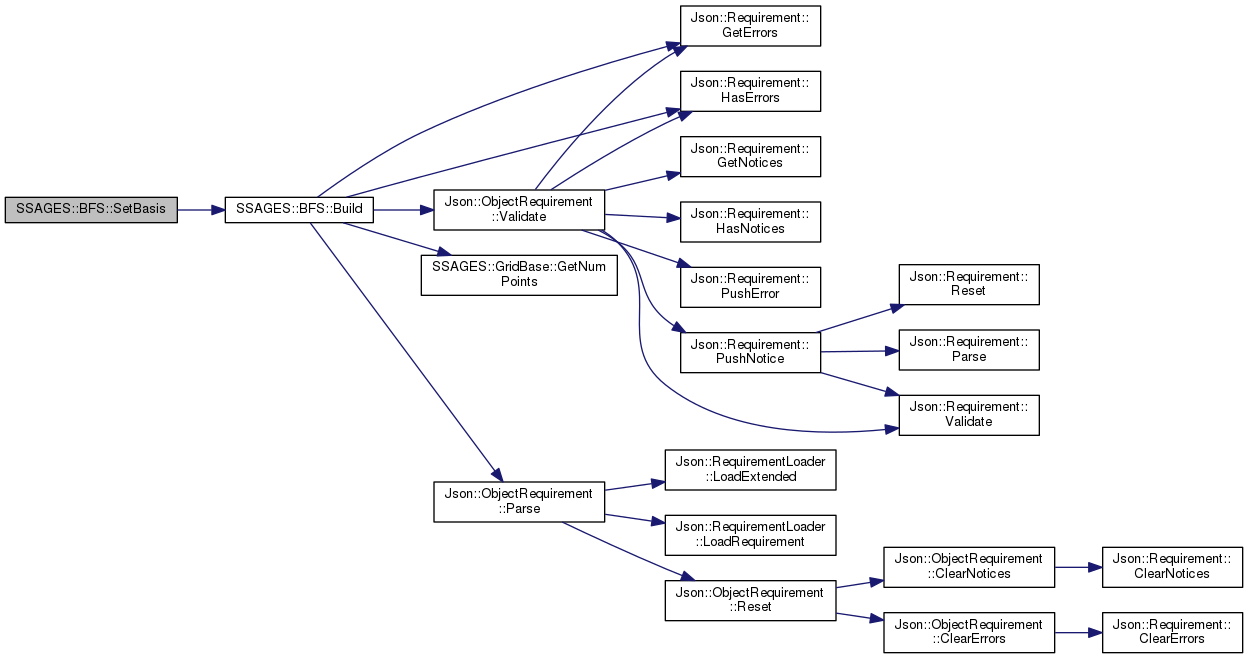 SSAGES::BFS::SetBasis
SSAGES::BFS::Build
Json::Requirement::
GetErrors
Json::Requirement::
HasErrors
Json::ObjectRequirement
::Validate
Json::Requirement::
GetNotices
Json::Requirement::
HasNotices
SSAGES::GridBase::GetNum
Points
Json::Requirement::
PushError
Json::Requirement::
PushNotice
Json::Requirement::
Reset
Json::Requirement::
Parse
Json::Requirement::
Validate
Json::ObjectRequirement
::Parse
Json::RequirementLoader
::LoadExtended
Json::RequirementLoader
::LoadRequirement
Json::ObjectRequirement
::Reset
Json::ObjectRequirement
::ClearNotices
Json::Requirement::
ClearNotices
Json::ObjectRequirement
::ClearErrors
Json::Requirement::
ClearErrors